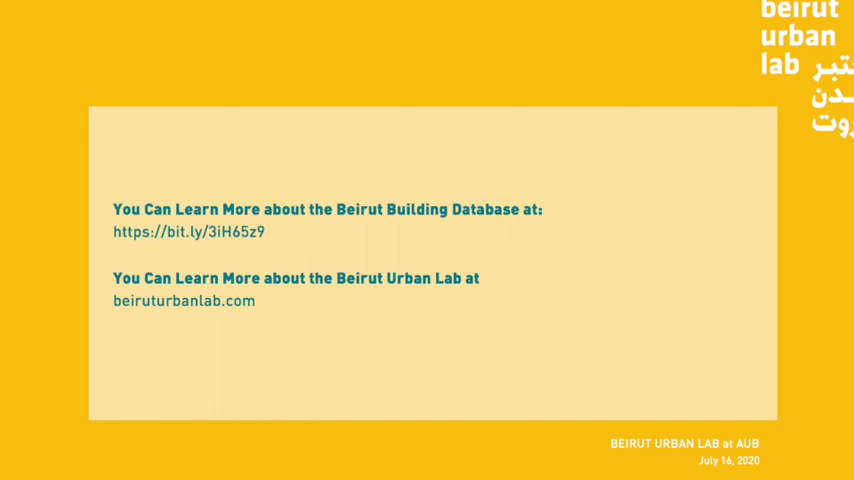 beirut
urban
lab
You Can Learn More about the Beirut Building Database at:
https://bit.ly/3iH65z9
You Can Learn More about the Beirut Urban Lab at
beiruturbanlab.com
BEIRUT URBAN LAB at AUB
July 16, 2020